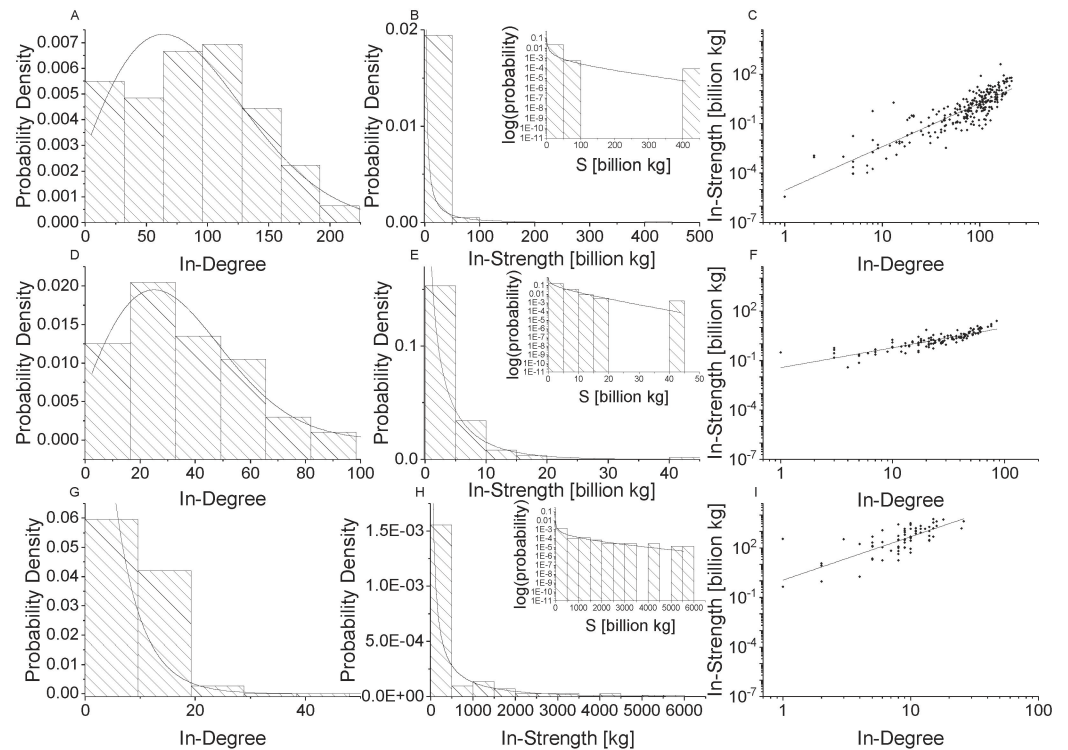 A
Probability Density
0.007
0.006
0.005
0.004
0.003
0.002
0.001
0.000
0 50 100 150 200
In-Degree
B
Probability Density
0.02
0.01
0.00
0 100 200 300 400 500
In-Strength [billion kg]
log(probability)
0.1
0.01
1E-3
1E-4
1E-5
1E-6
1E-7
1E-8
1E-9
1E-10
1E-11
0 100 200 300 400
S [billion kg]
C
In-Strength [billion kg]
10^2
10^-1
10^-4
10^-7
1 10 100
In-Degree
D
Probability Density
0.020
0.015
0.010
0.005
0.000
0 20 40 60 80 100
In-Degree
E
Probability Density
0.1
0.0
0 10 20 30 40
In-Strength [billion kg]
log(probability)
0.1
0.01
1E-3
1E-4
1E-5
1E-6
1E-7
1E-8
1E-9
1E-10
1E-11
0 10 20 30 40 50
S [billion kg]
F
In-Strength [billion kg]
10^2
10^-1
10^-4
10^-7
1 10 100
In-Degree
G
Probability Density
0.06
0.05
0.04
0.03
0.02
0.01
0.00
0 20 40
In-Degree
H
Probability Density
1.5E-03
1.0E-03
5.0E-04
0.0E+00
0 1000 2000 3000 4000 5000 6000
In-Strength [kg]
log(probability)
0.1
0.01
1E-3
1E-4
1E-5
1E-6
1E-7
1E-8
1E-9
1E-10
1E-11
0 1000 2000 3000 4000 5000 6000
S [billion kg]
I
In-Strength [billion kg]
10^2
10^-1
10^-4
10^-7
1 10 100
In-Degree